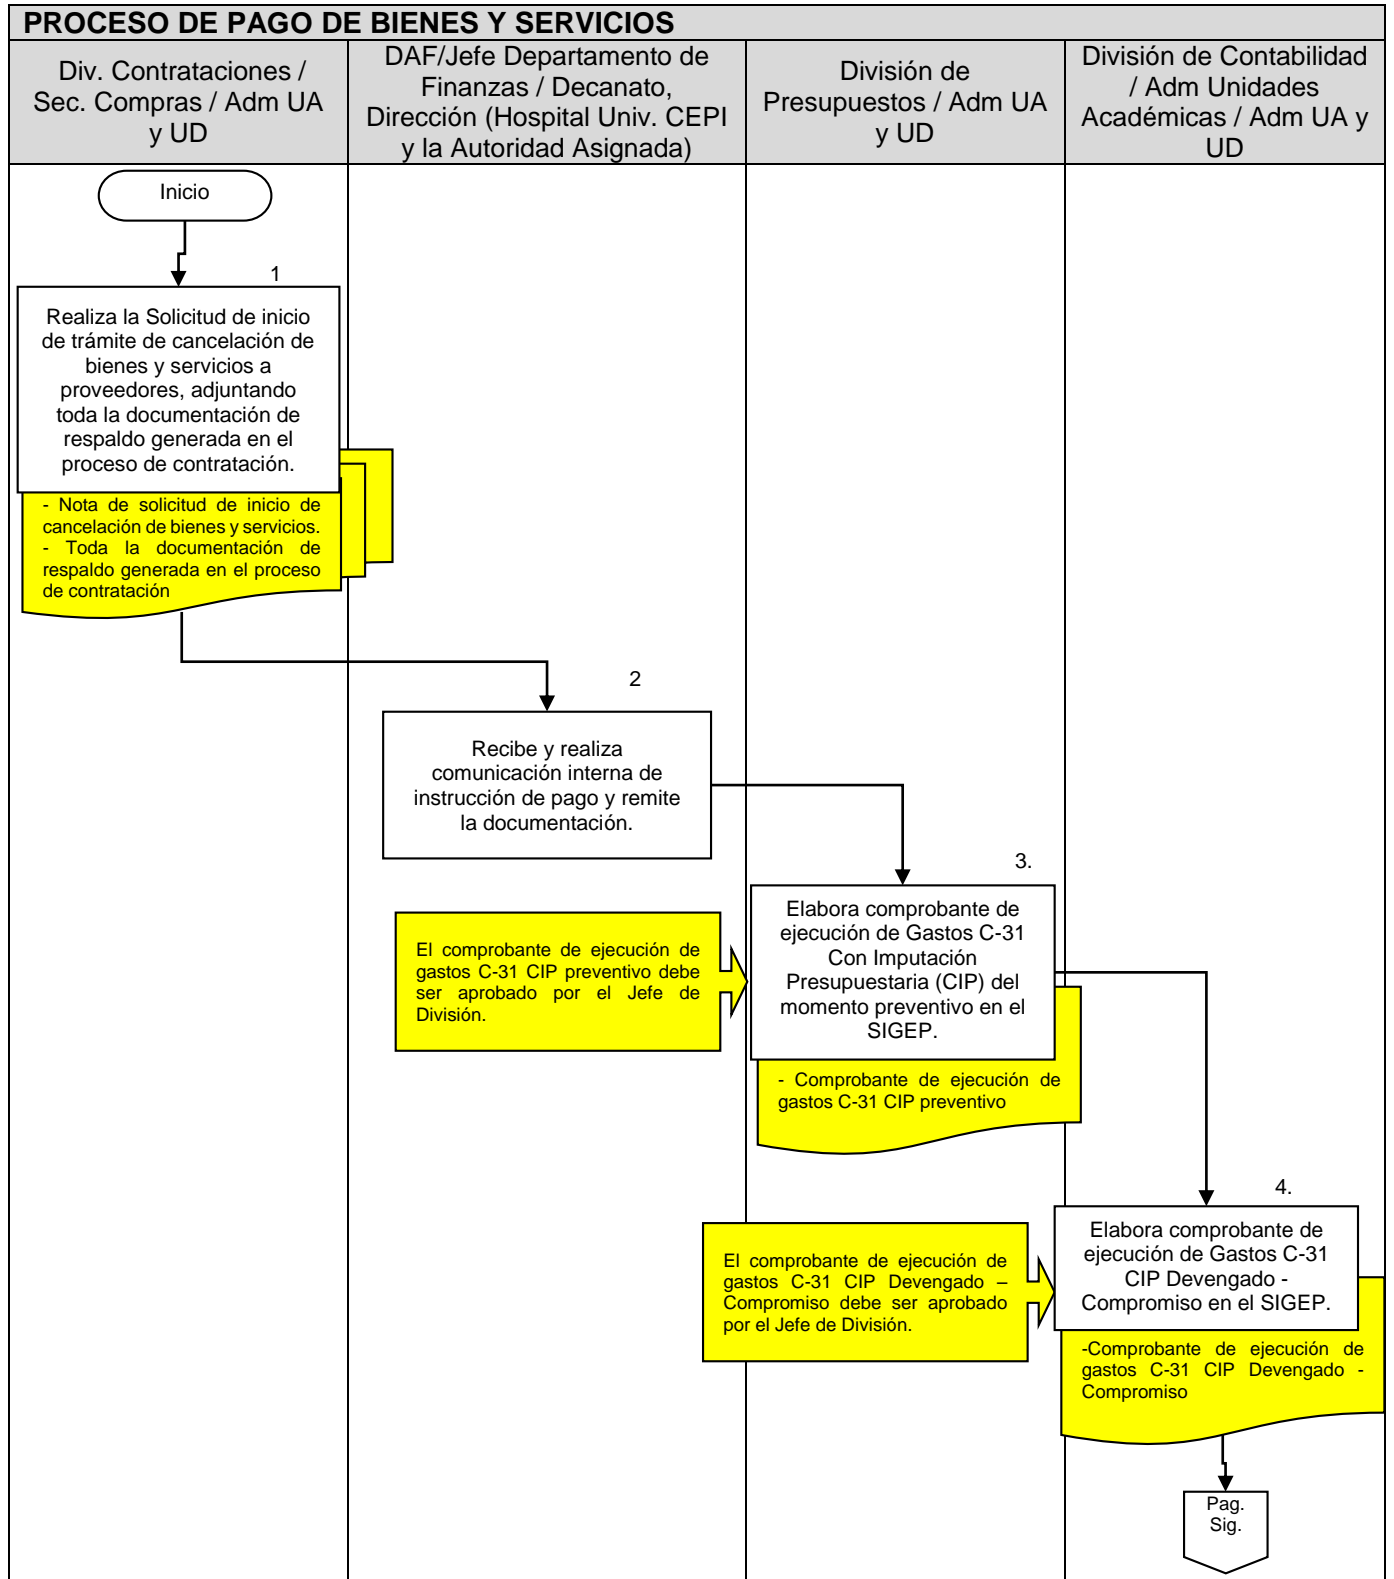 PROCESO DE PAGO DE BIENES Y SERVICIOS
Div. Contrataciones /
Sec. Compras / Adm UA
y UD
DAF/Jefe Departamento de
Finanzas / Decanato,
Dirección (Hospital Univ. CEPI
y la Autoridad Asignada)
División de
Presupuestos / Adm UA
y UD
División de Contabilidad
/ Adm Unidades
Académicas / Adm UA y
UD
Inicio
1
Realiza la Solicitud de inicio
de trámite de cancelación de
bienes y servicios a
proveedores, adjuntando
toda la documentación de
respaldo generada en el
proceso de contratación.
- Nota de solicitud de inicio de
cancelación de bienes y servicios.
- Toda la documentación de
respaldo generada en el proceso
de contratación
2
Recibe y realiza
comunicación interna de
instrucción de pago y remite
la documentación.
3.
Elabora comprobante de
ejecución de Gastos C-31
Con Imputación
Presupuestaria (CIP) del
momento preventivo en el
SIGEP.
El comprobante de ejecución de
gastos C-31 CIP preventivo debe
ser aprobado por el Jefe de
División.
- Comprobante de ejecución de
gastos C-31 CIP preventivo
4.
Elabora comprobante de
ejecución de Gastos C-31
CIP Devengado -
Compromiso en el SIGEP.
El comprobante de ejecución de
gastos C-31 CIP Devengado –
Compromiso debe ser aprobado
por el Jefe de División.
-Comprobante de ejecución de
gastos C-31 CIP Devengado -
Compromiso
Pag.
Sig.